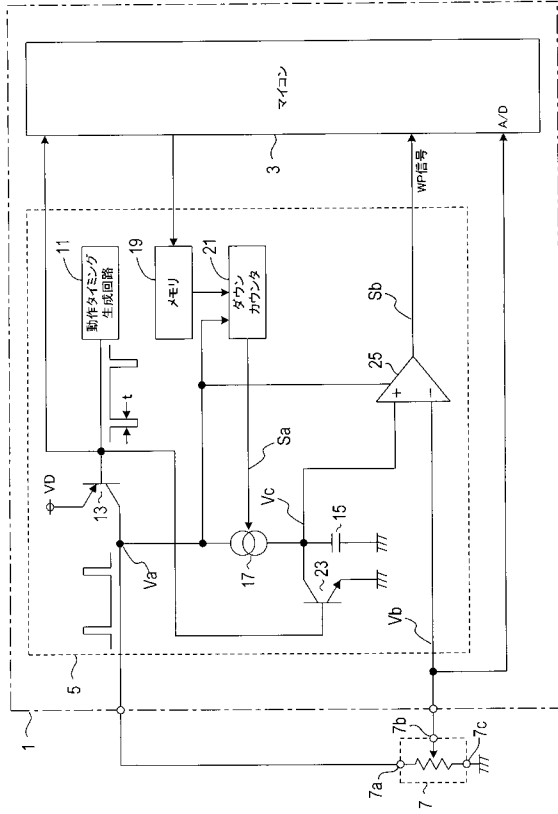 1
5
マイコン
3
A/D
WP信号
11
動作タイミング
生成回路
19
メモリ
21
ダウン
カウンタ
t
VD
13
Va
Sa
Sb
25
+
−
17
Vc
15
23
Vb
7a
7b
7c
7